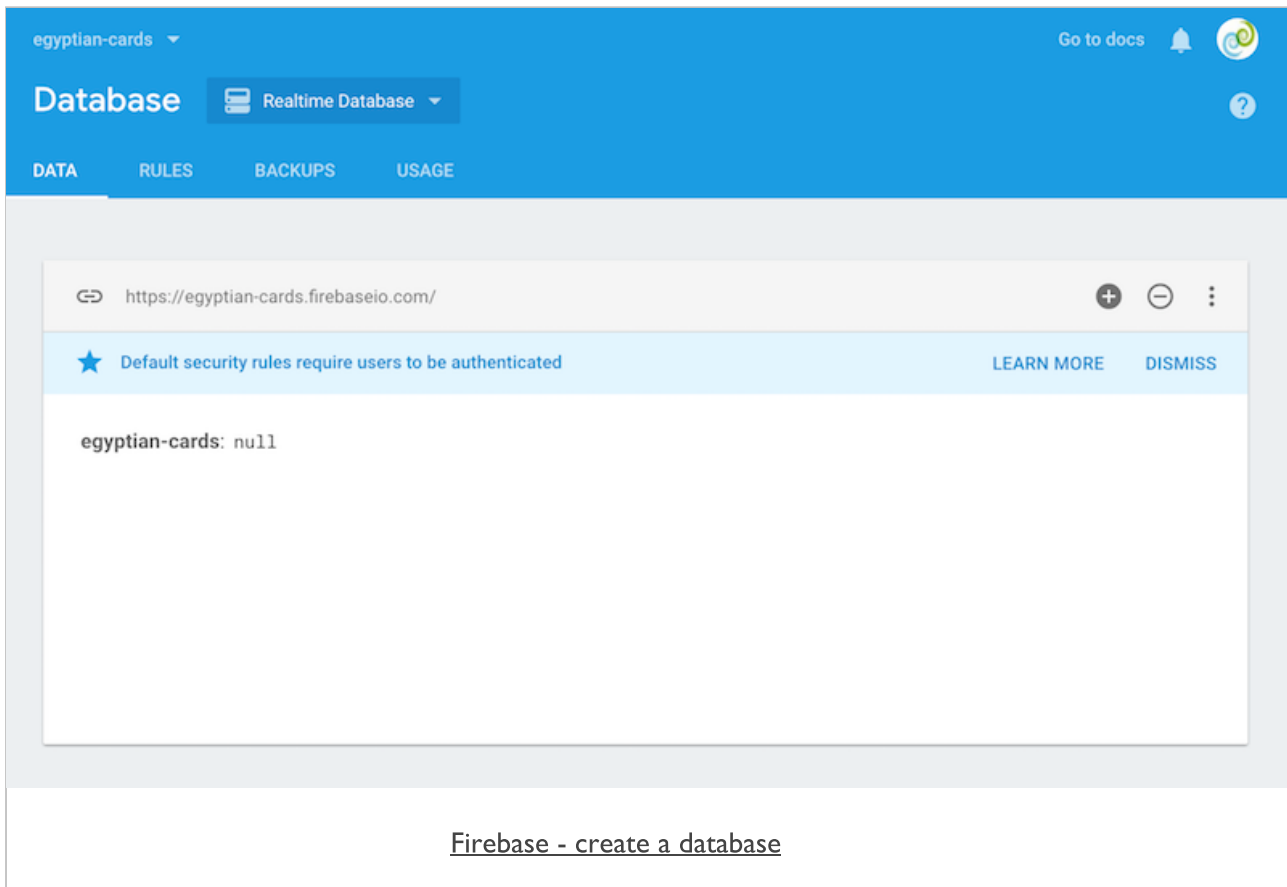 egyptian-cards
Go to docs
Database
Realtime Database
?
DATA RULES BACKUPS USAGE
https://egyptian-cards.firebaseio.com/
Default security rules require users to be authenticated
LEARN MORE DISMISS
egyptian-cards: null
Firebase - create a database